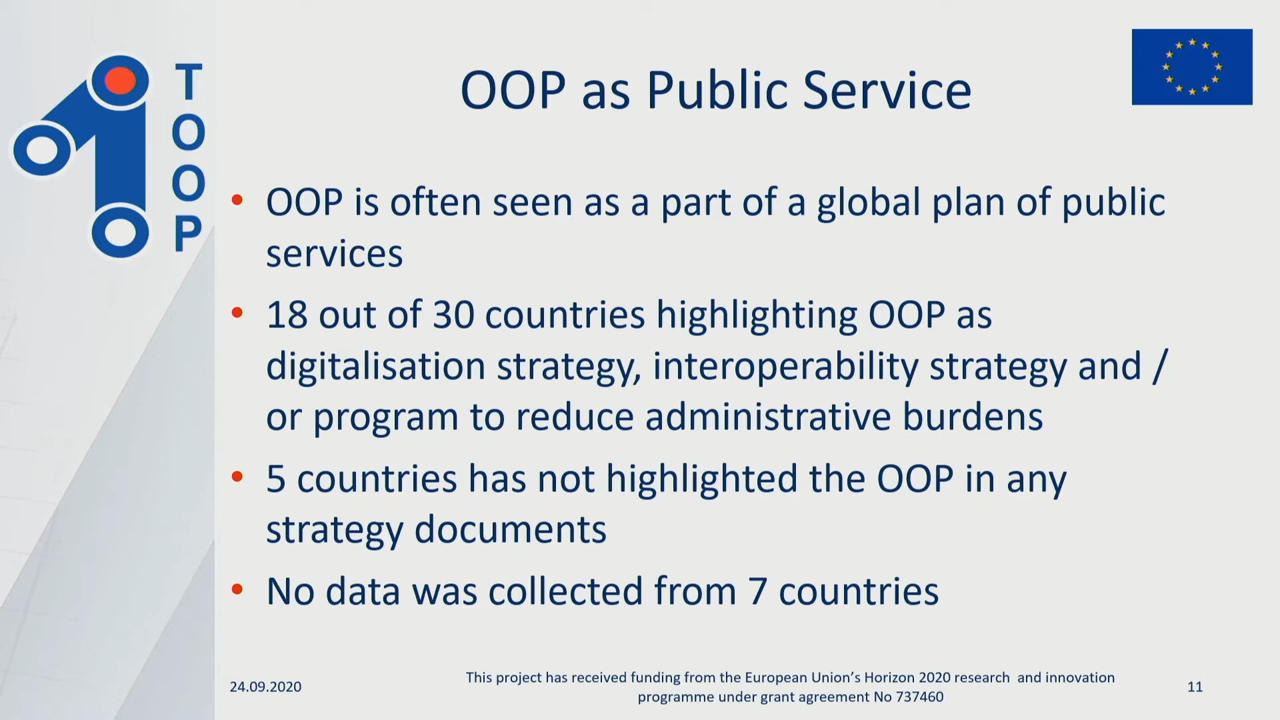 TOOP
OOP as Public Service
• OOP is often seen as a part of a global plan of public
services
• 18 out of 30 countries highlighting OOP as
digitalisation strategy, interoperability strategy and /
or program to reduce administrative burdens
• 5 countries has not highlighted the OOP in any
strategy documents
• No data was collected from 7 countries
24.09.2020
This project has received funding from the European Union’s Horizon 2020 research and innovation
programme under grant agreement No 737460
11